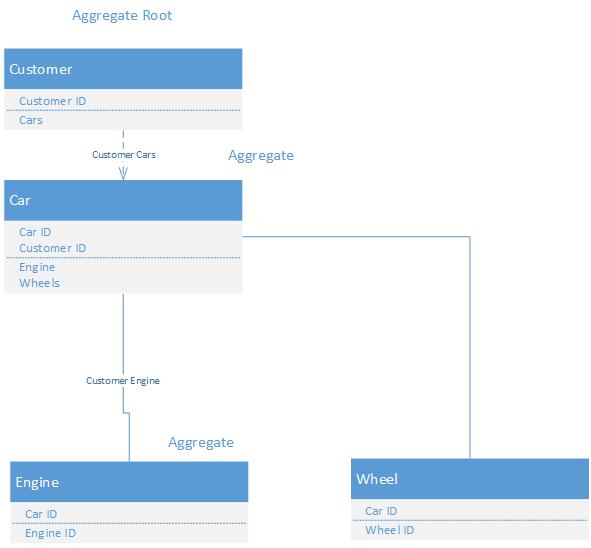 Aggregate Root
Customer
Customer ID
Cars
Customer Cars
Aggregate
Car
Car ID
Customer ID
Engine
Wheels
Customer Engine
Aggregate
Engine
Car ID
Engine ID
Wheel
Car ID
Wheel ID